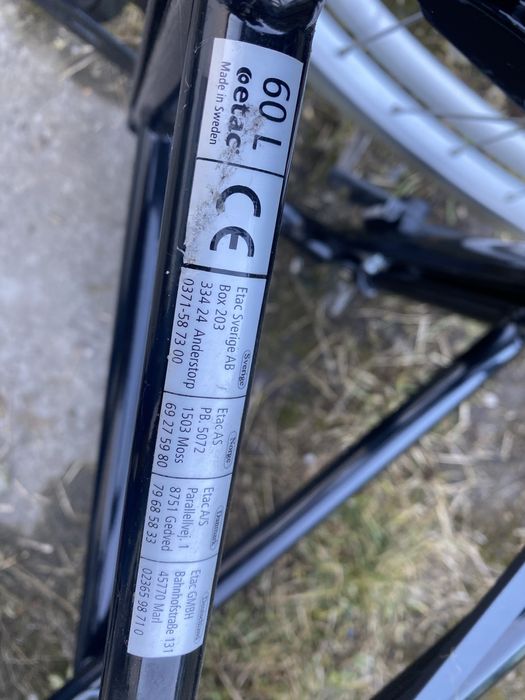 60 L
etac
Made in Sweden
CE
Sverige
Etac Sverige AB
Box 203
334 24 Anderstorp
0371-58 73 00
Norge
Etac AS
PB. 5072
1503 Moss
69 27 59 80
Danmark
Etac A/S
Parallelvej. 1
8751 Gedved
79 68 58 33
Etac GMBH
Bahnhofstraße 131
45770 Marl
02365 98 71 0